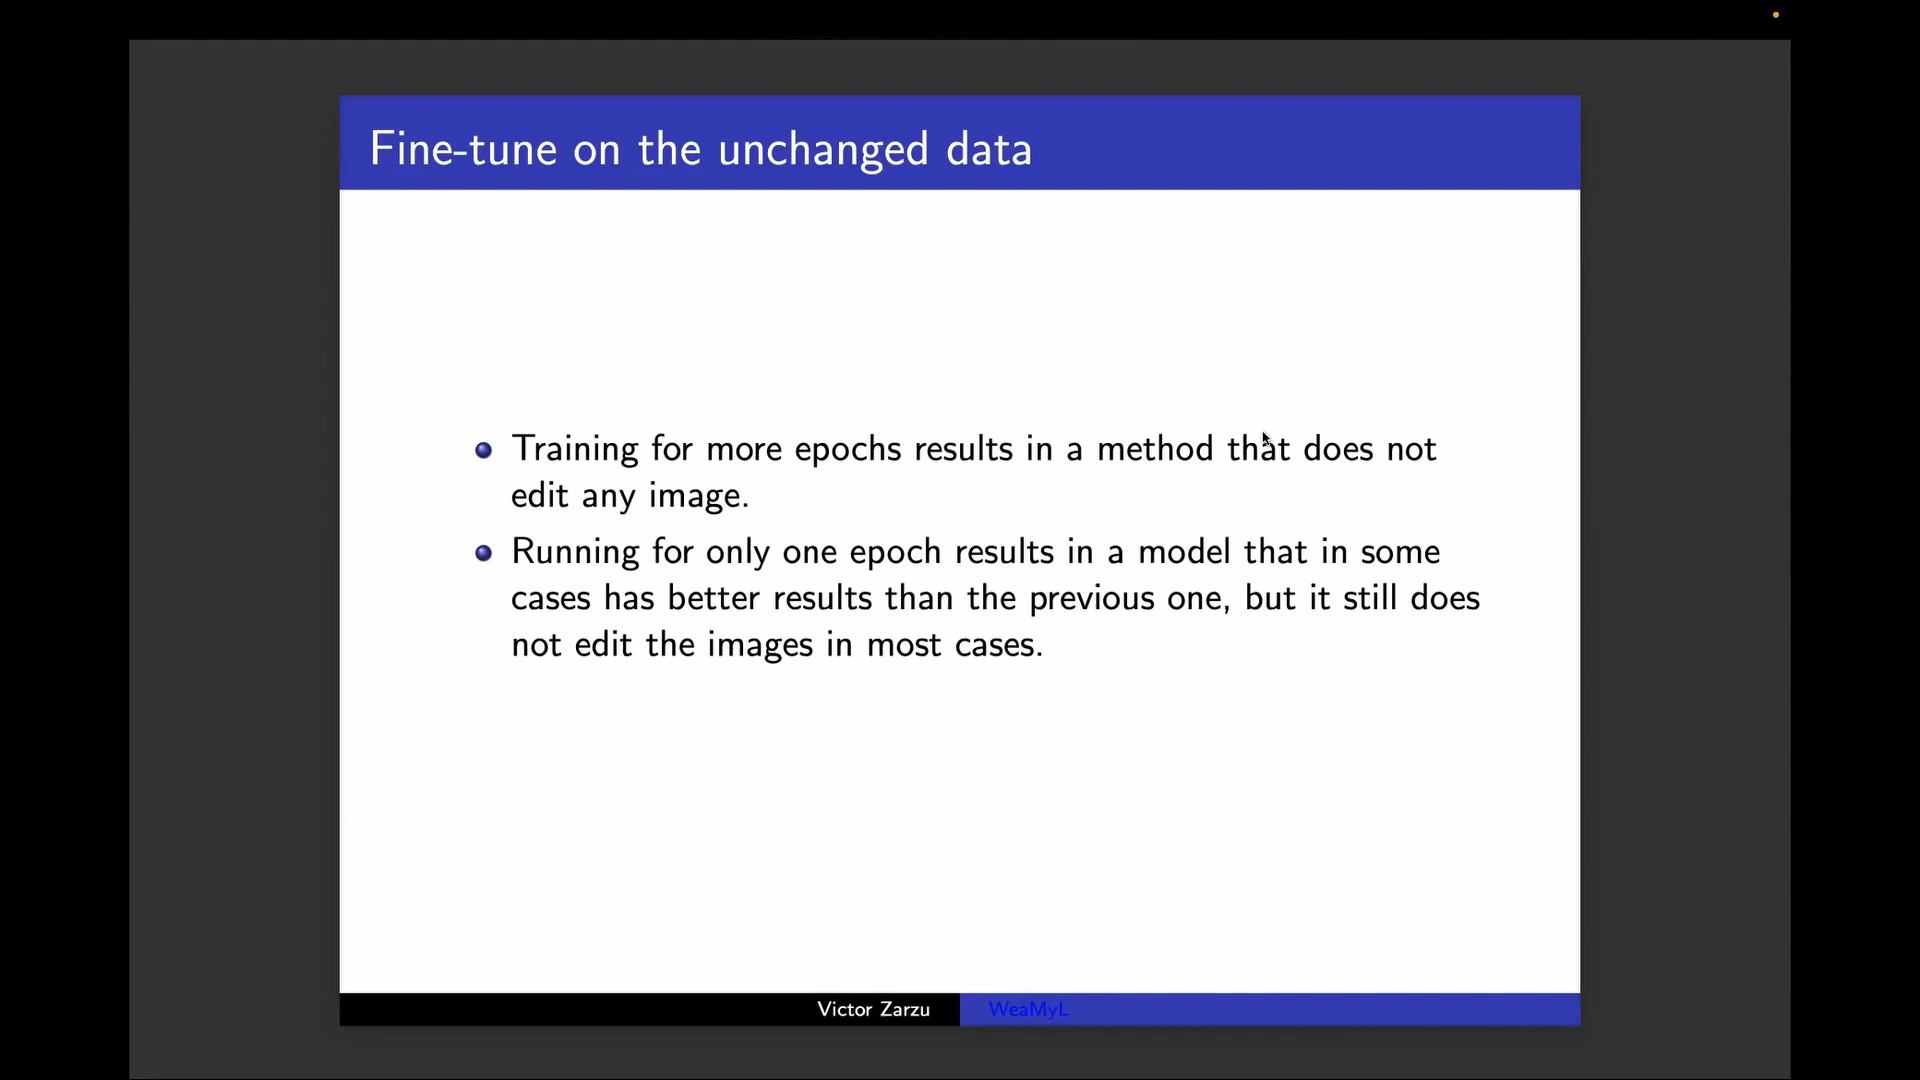 Fine-tune on the unchanged data
Training for more epochs results in a method that does not
edit any image.
Running for only one epoch results in a model that in some
cases has better results than the previous one, but it still does
not edit the images in most cases.
Victor Zarzu
WeaMyL